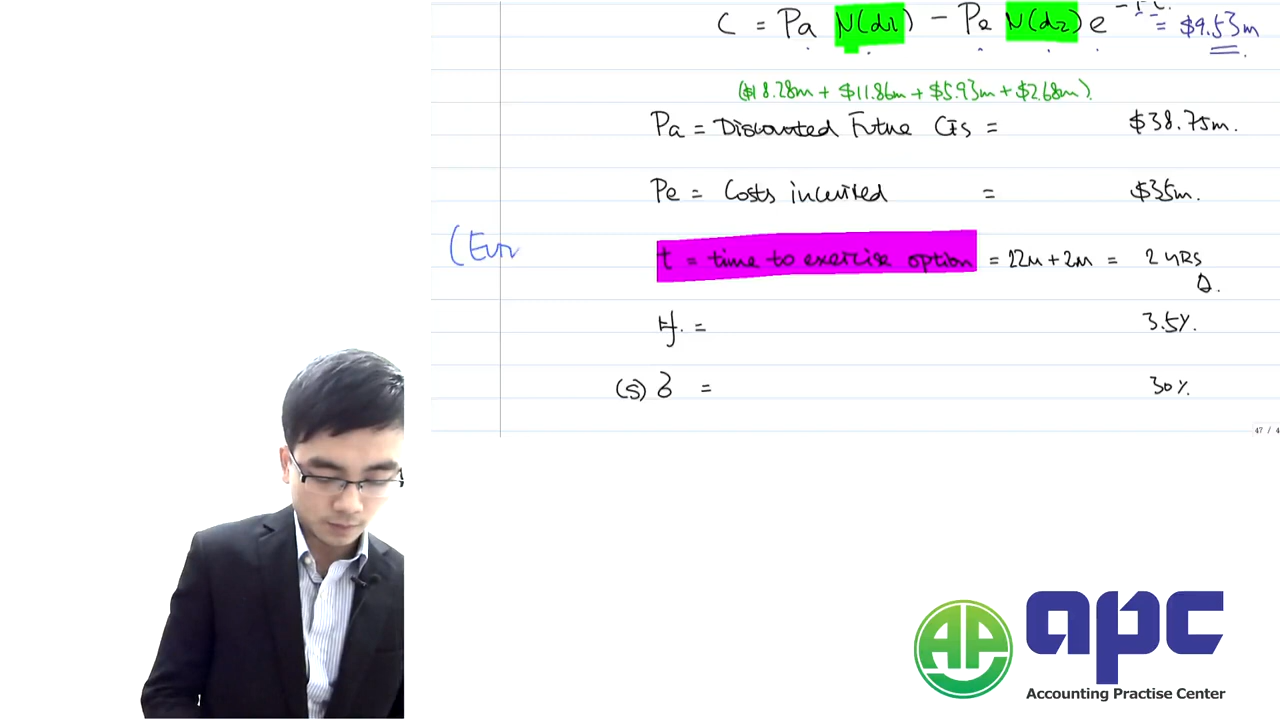 C = Pa N(d1) - Pe N(d2) e = $9.53m
($18.28m + $11.86m + $5.93m + $2.68m).
Pa = Discounted Future CFs = $38.75m.
Pe = Costs incurred = $35m.
(Eur
t = time to exercise option = 22M + 2M = 2 YRS
rf. = 3.5%.
(S) δ = 30%.
47 / 4
AP
apc
Accounting Practise Center